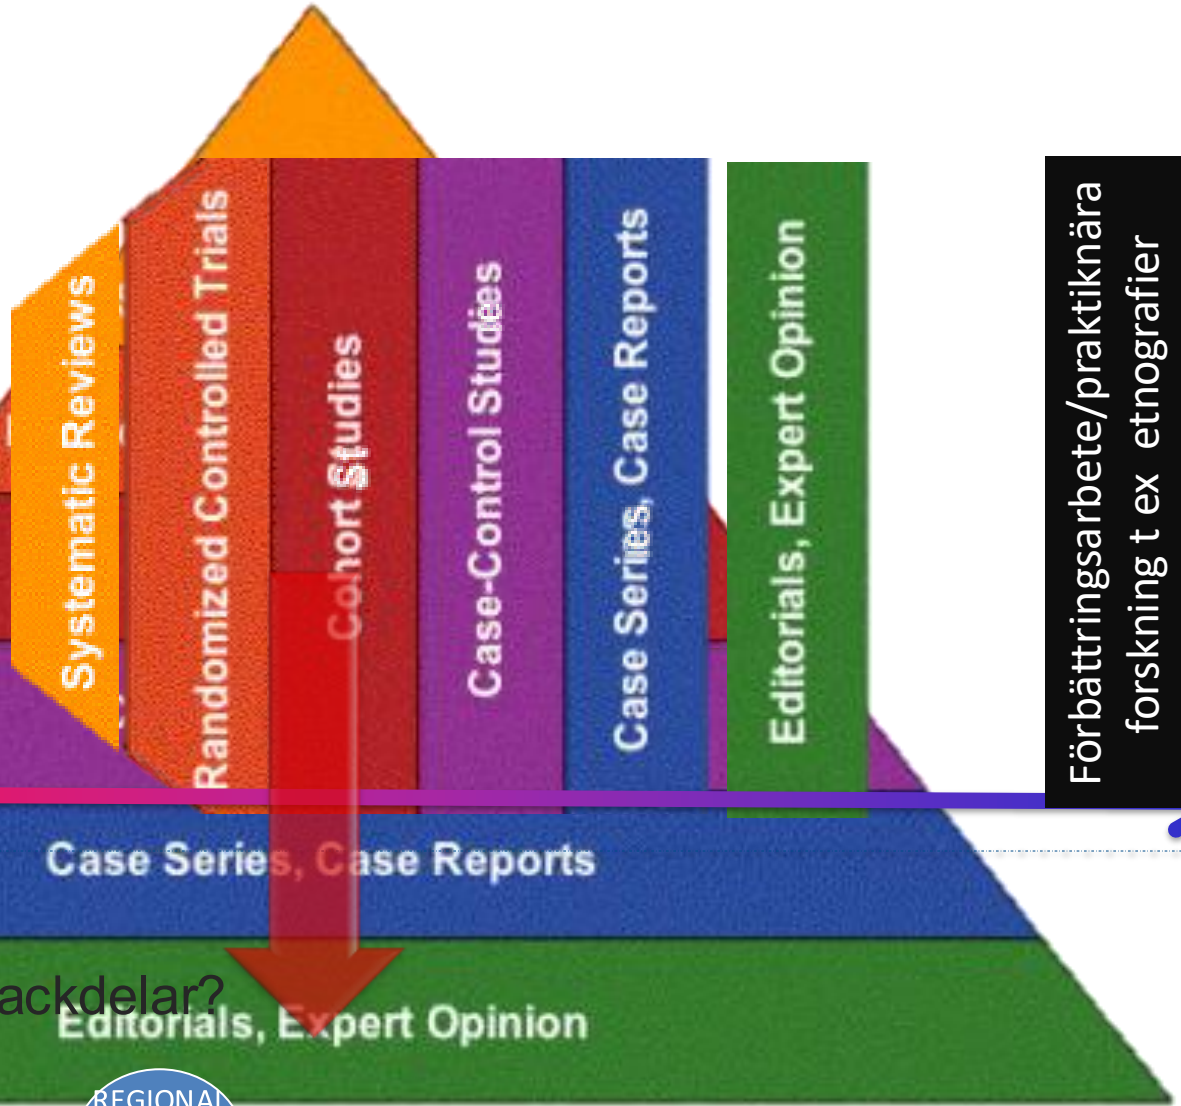 Systematic Reviews
Randomized Controlled Trials
Cohort Studies
Case-Control Studies
Case Series, Case Reports
Editorials, Expert Opinion
Förbättringsarbete/praktiknära
forskning t ex etnografier
Case Series, Case Reports
ackdelar?
Editorials, Expert Opinion
REGIONAL